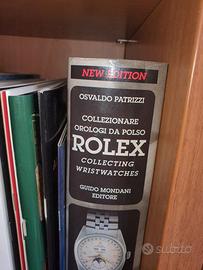 NEW EDITION
OSVALDO PATRIZZI
COLLEZIONARE
OROLOGI DA POLSO
ROLEX
COLLECTING
WRISTWATCHES
GUIDO MONDANI
EDITORE
subito